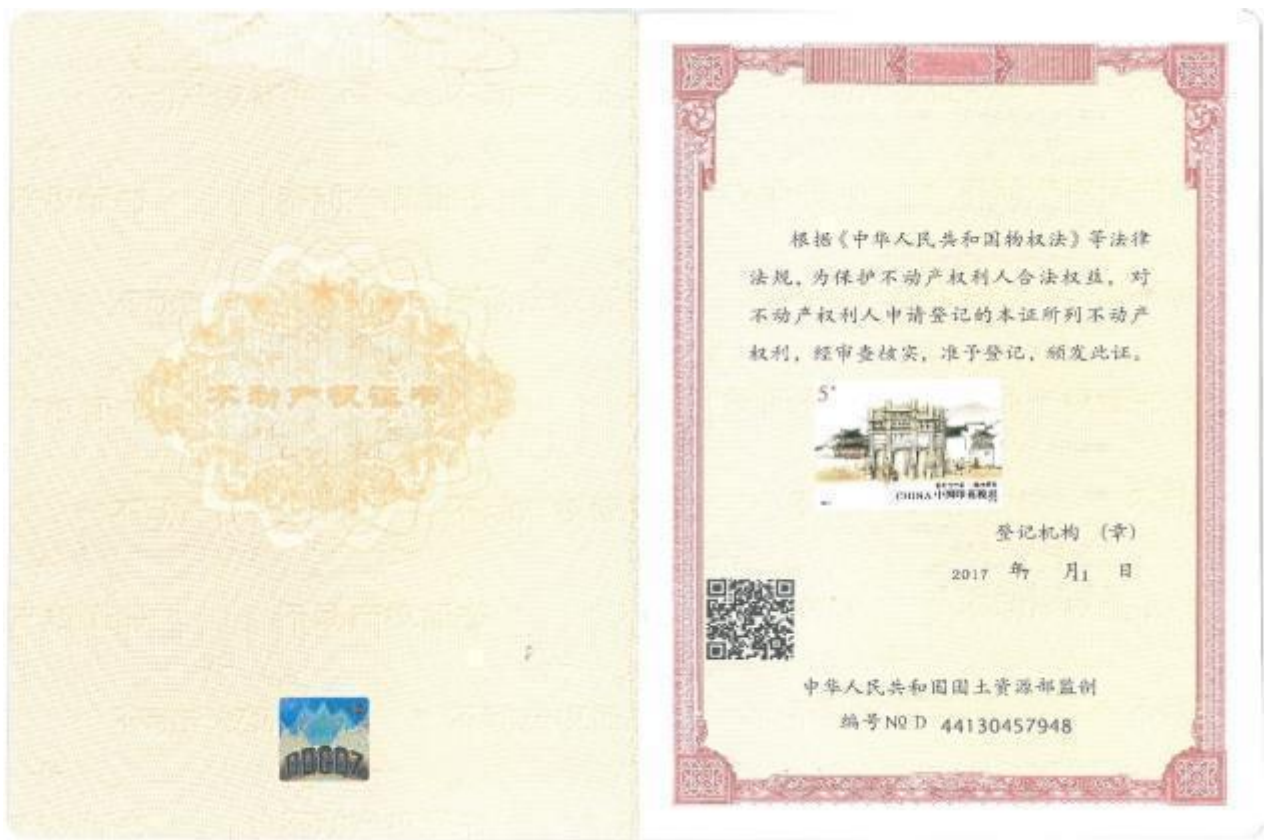 不动产权证书
根据《中华人民共和国物权法》等法律
法规，为保护不动产权利人合法权益，对
不动产权利人申请登记的本证所列不动产
权利，经审查核实，准予登记，颁发此证。
5
CHINA 中国印花税票
登记机构 （章）
2017 年7 月1 日
中华人民共和国国土资源部监制
编号No D 44130457948